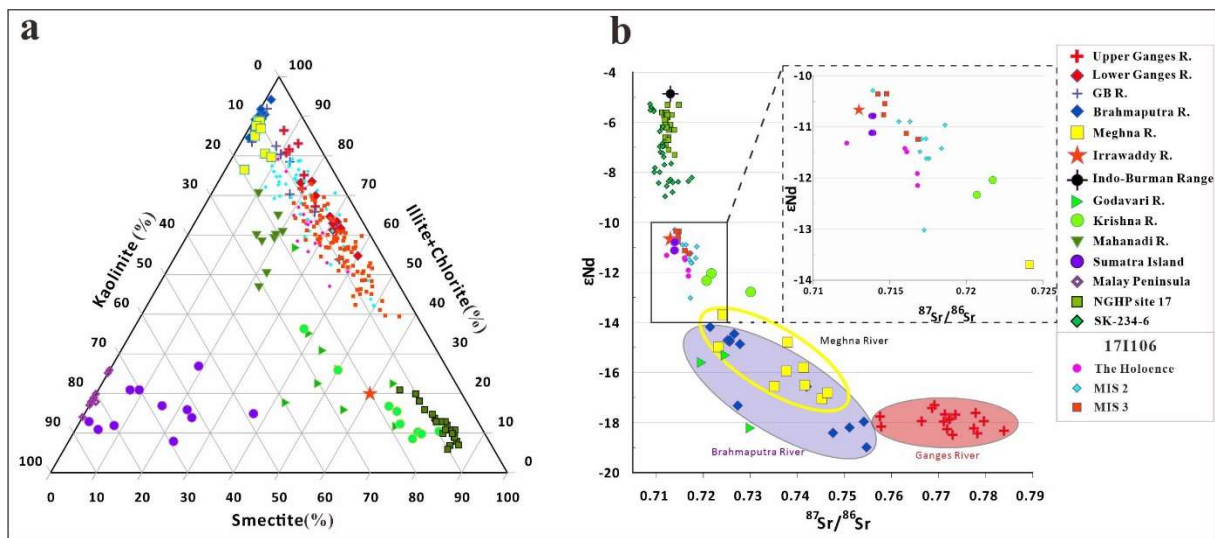 a
0
100
10
90
20
80
30
70
40
60
50
50
60
40
70
30
80
20
90
10
100
0
0
10
20
30
40
50
60
70
80
90
100
Kaolinite(%)
Illite+Chlorite(%)
Smectite(%)
b
-4
-6
-8
-10
-12
-14
-16
-18
-20
εNd
0.71
0.72
0.73
0.74
0.75
0.76
0.77
0.78
0.79
87Sr/86Sr
-10
-11
-12
-13
-14
εNd
0.71
0.715
0.72
0.725
87Sr/86Sr
Meghna River
Brahmaputra River
Ganges River
Upper Ganges R.
Lower Ganges R.
GB R.
Brahmaputra R.
Meghna R.
Irrawaddy R.
Indo-Burman Range
Godavari R.
Krishna R.
Mahanadi R.
Sumatra Island
Malay Peninsula
NGHP site 17
SK-234-6
17I106
The Holoence
MIS 2
MIS 3